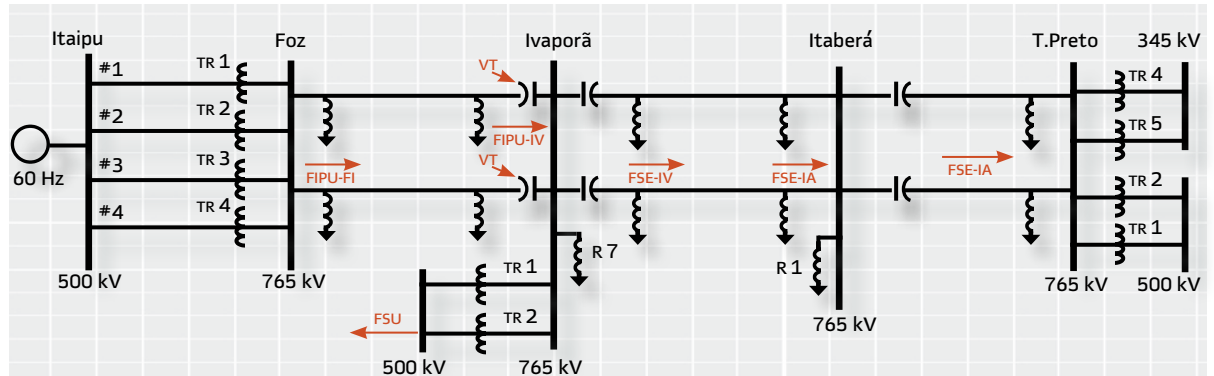 Itaipu
Foz
Ivaporã
Itaberá
T.Preto
345 kV
#1
TR 1
VT
TR 4
#2
TR 2
FIPU-IV
TR 5
60 Hz
#3
TR 3
FIPU-FI
VT
FSE-IV
FSE-IA
FSE-IA
TR 2
#4
TR 4
TR 1
R 7
R 1
500 kV
765 kV
TR 1
765 kV
500 kV
FSU
TR 2
765 kV
500 kV
765 kV